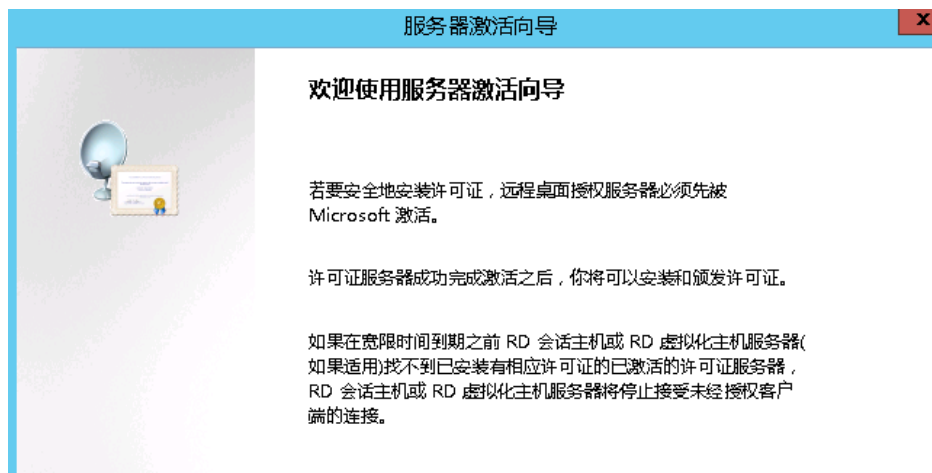 服务器激活向导
x
欢迎使用服务器激活向导
若要安全地安装许可证，远程桌面授权服务器必须先被
Microsoft 激活。
许可证服务器成功完成激活之后，你将可以安装和颁发许可证。
如果在宽限时间到期之前 RD 会话主机或 RD 虚拟化主机服务器(
如果适用)找不到已安装有相应许可证的已激活的许可证服务器，
RD 会话主机或 RD 虚拟化主机服务器将停止接受未经授权客户
端的连接。